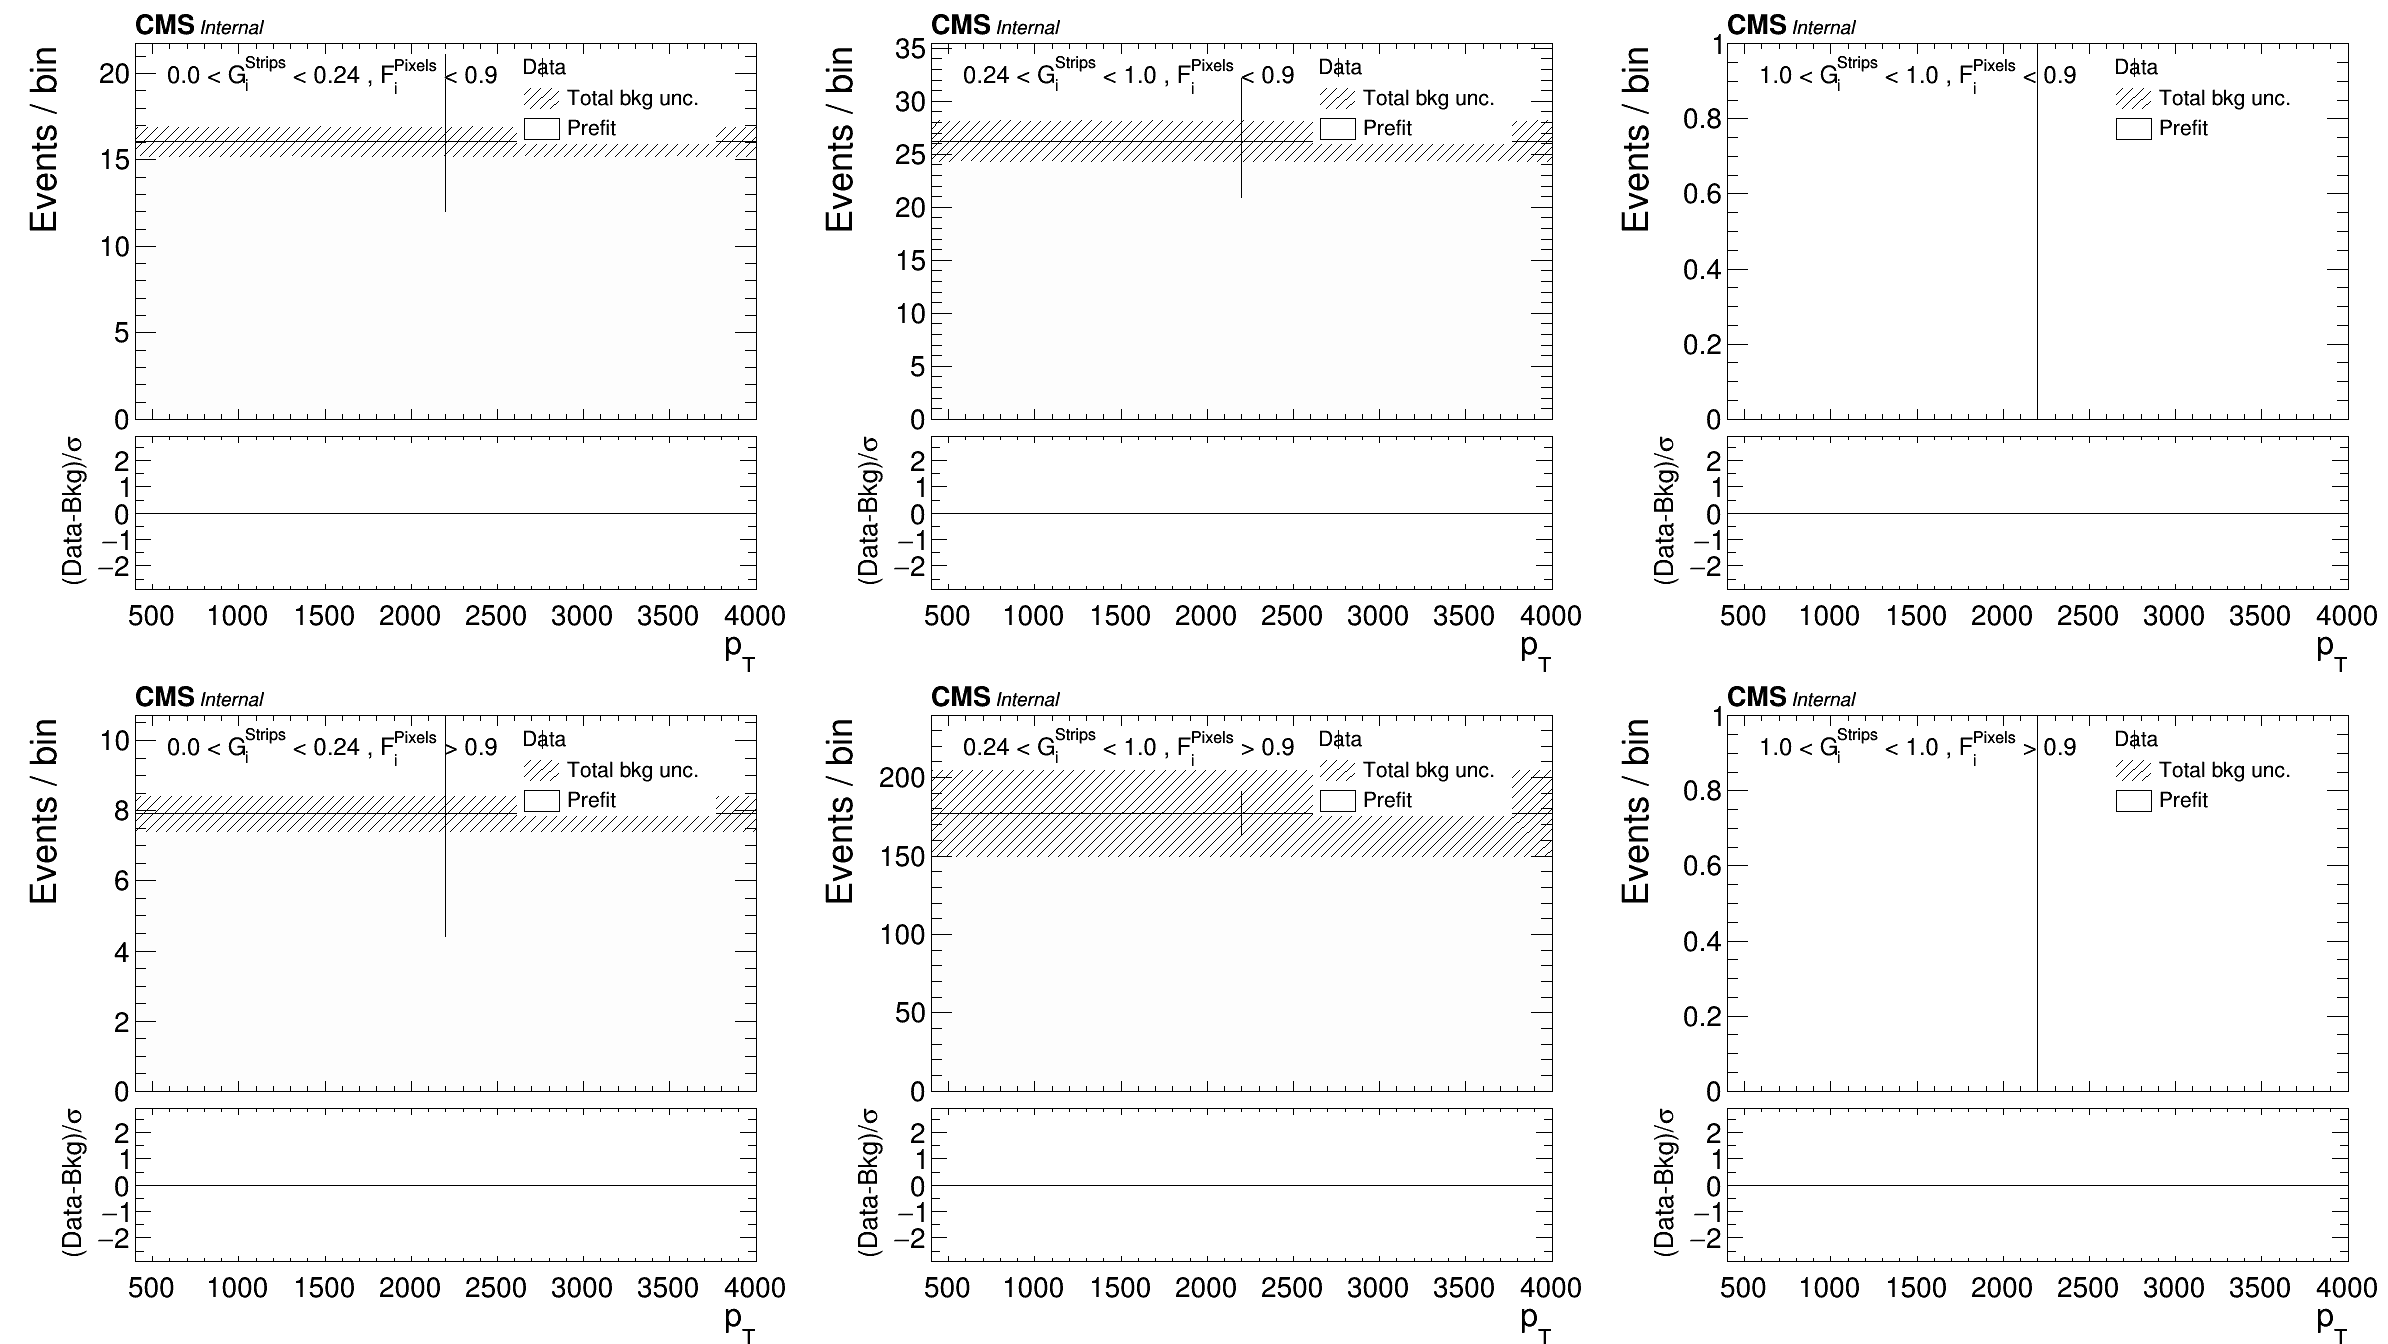 CMS Internal
0.0 < G_i^Strips < 0.24 , F_i^Pixels < 0.9
Data
Total bkg unc.
Prefit
Events / bin
20
15
10
5
0
(Data-Bkg)/σ
2
1
0
−1
−2
500 1000 1500 2000 2500 3000 3500 4000
p_T
CMS Internal
0.24 < G_i^Strips < 1.0 , F_i^Pixels < 0.9
Data
Total bkg unc.
Prefit
Events / bin
35
30
25
20
15
10
5
0
(Data-Bkg)/σ
2
1
0
−1
−2
500 1000 1500 2000 2500 3000 3500 4000
p_T
CMS Internal
1.0 < G_i^Strips < 1.0 , F_i^Pixels < 0.9
Data
Total bkg unc.
Prefit
Events / bin
1
0.8
0.6
0.4
0.2
0
(Data-Bkg)/σ
2
1
0
−1
−2
500 1000 1500 2000 2500 3000 3500 4000
p_T
CMS Internal
0.0 < G_i^Strips < 0.24 , F_i^Pixels > 0.9
Data
Total bkg unc.
Prefit
Events / bin
10
8
6
4
2
0
(Data-Bkg)/σ
2
1
0
−1
−2
500 1000 1500 2000 2500 3000 3500 4000
p_T
CMS Internal
0.24 < G_i^Strips < 1.0 , F_i^Pixels > 0.9
Data
Total bkg unc.
Prefit
Events / bin
200
150
100
50
0
(Data-Bkg)/σ
2
1
0
−1
−2
500 1000 1500 2000 2500 3000 3500 4000
p_T
CMS Internal
1.0 < G_i^Strips < 1.0 , F_i^Pixels > 0.9
Data
Total bkg unc.
Prefit
Events / bin
1
0.8
0.6
0.4
0.2
0
(Data-Bkg)/σ
2
1
0
−1
−2
500 1000 1500 2000 2500 3000 3500 4000
p_T